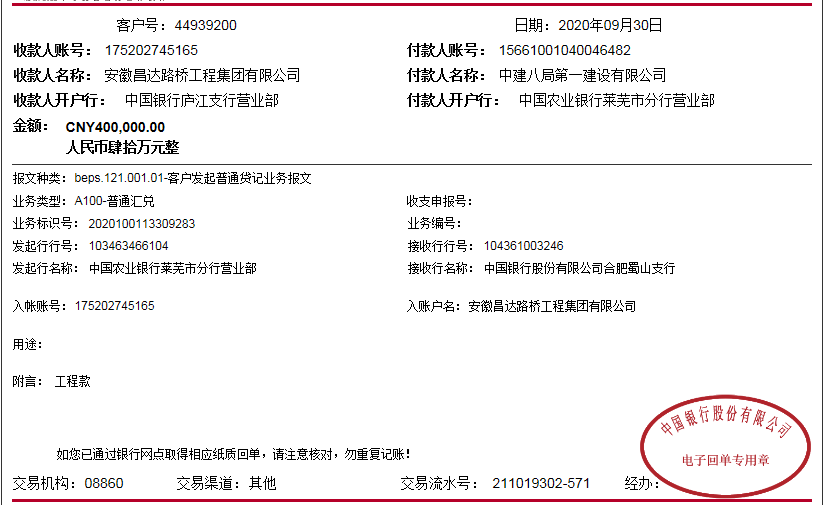 客户号：44939200 日期：2020年09月30日
收款人账号：175202745165 付款人账号：15661001040046482
收款人名称：安徽昌达路桥工程集团有限公司 付款人名称：中建八局第一建设有限公司
收款人开户行：中国银行庐江支行营业部 付款人开户行：中国农业银行莱芜市分行营业部
金额：CNY400,000.00
人民币肆拾万元整
报文种类：beps.121.001.01-客户发起普通贷记业务报文
业务类型：A100-普通汇兑 收支申报号：
业务标识号：2020100113309283 业务编号：
发起行行号：103463466104 接收行行号：104361003246
发起行名称：中国农业银行莱芜市分行营业部 接收行名称：中国银行股份有限公司合肥蜀山支行
入帐账号：175202745165 入账户名：安徽昌达路桥工程集团有限公司
用途：
附言：工程款
中国银行股份有限公司
电子回单专用章
如您已通过银行网点取得相应纸质回单，请注意核对，勿重复记账！
交易机构：08860 交易渠道：其他 交易流水号：211019302-571 经办：